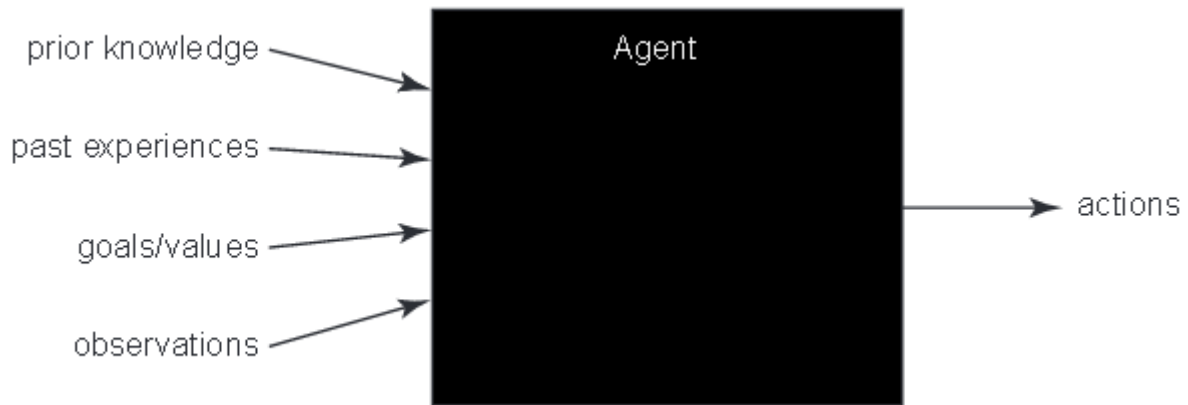 prior knowledge
Agent
past experiences
actions
goals/values
observations